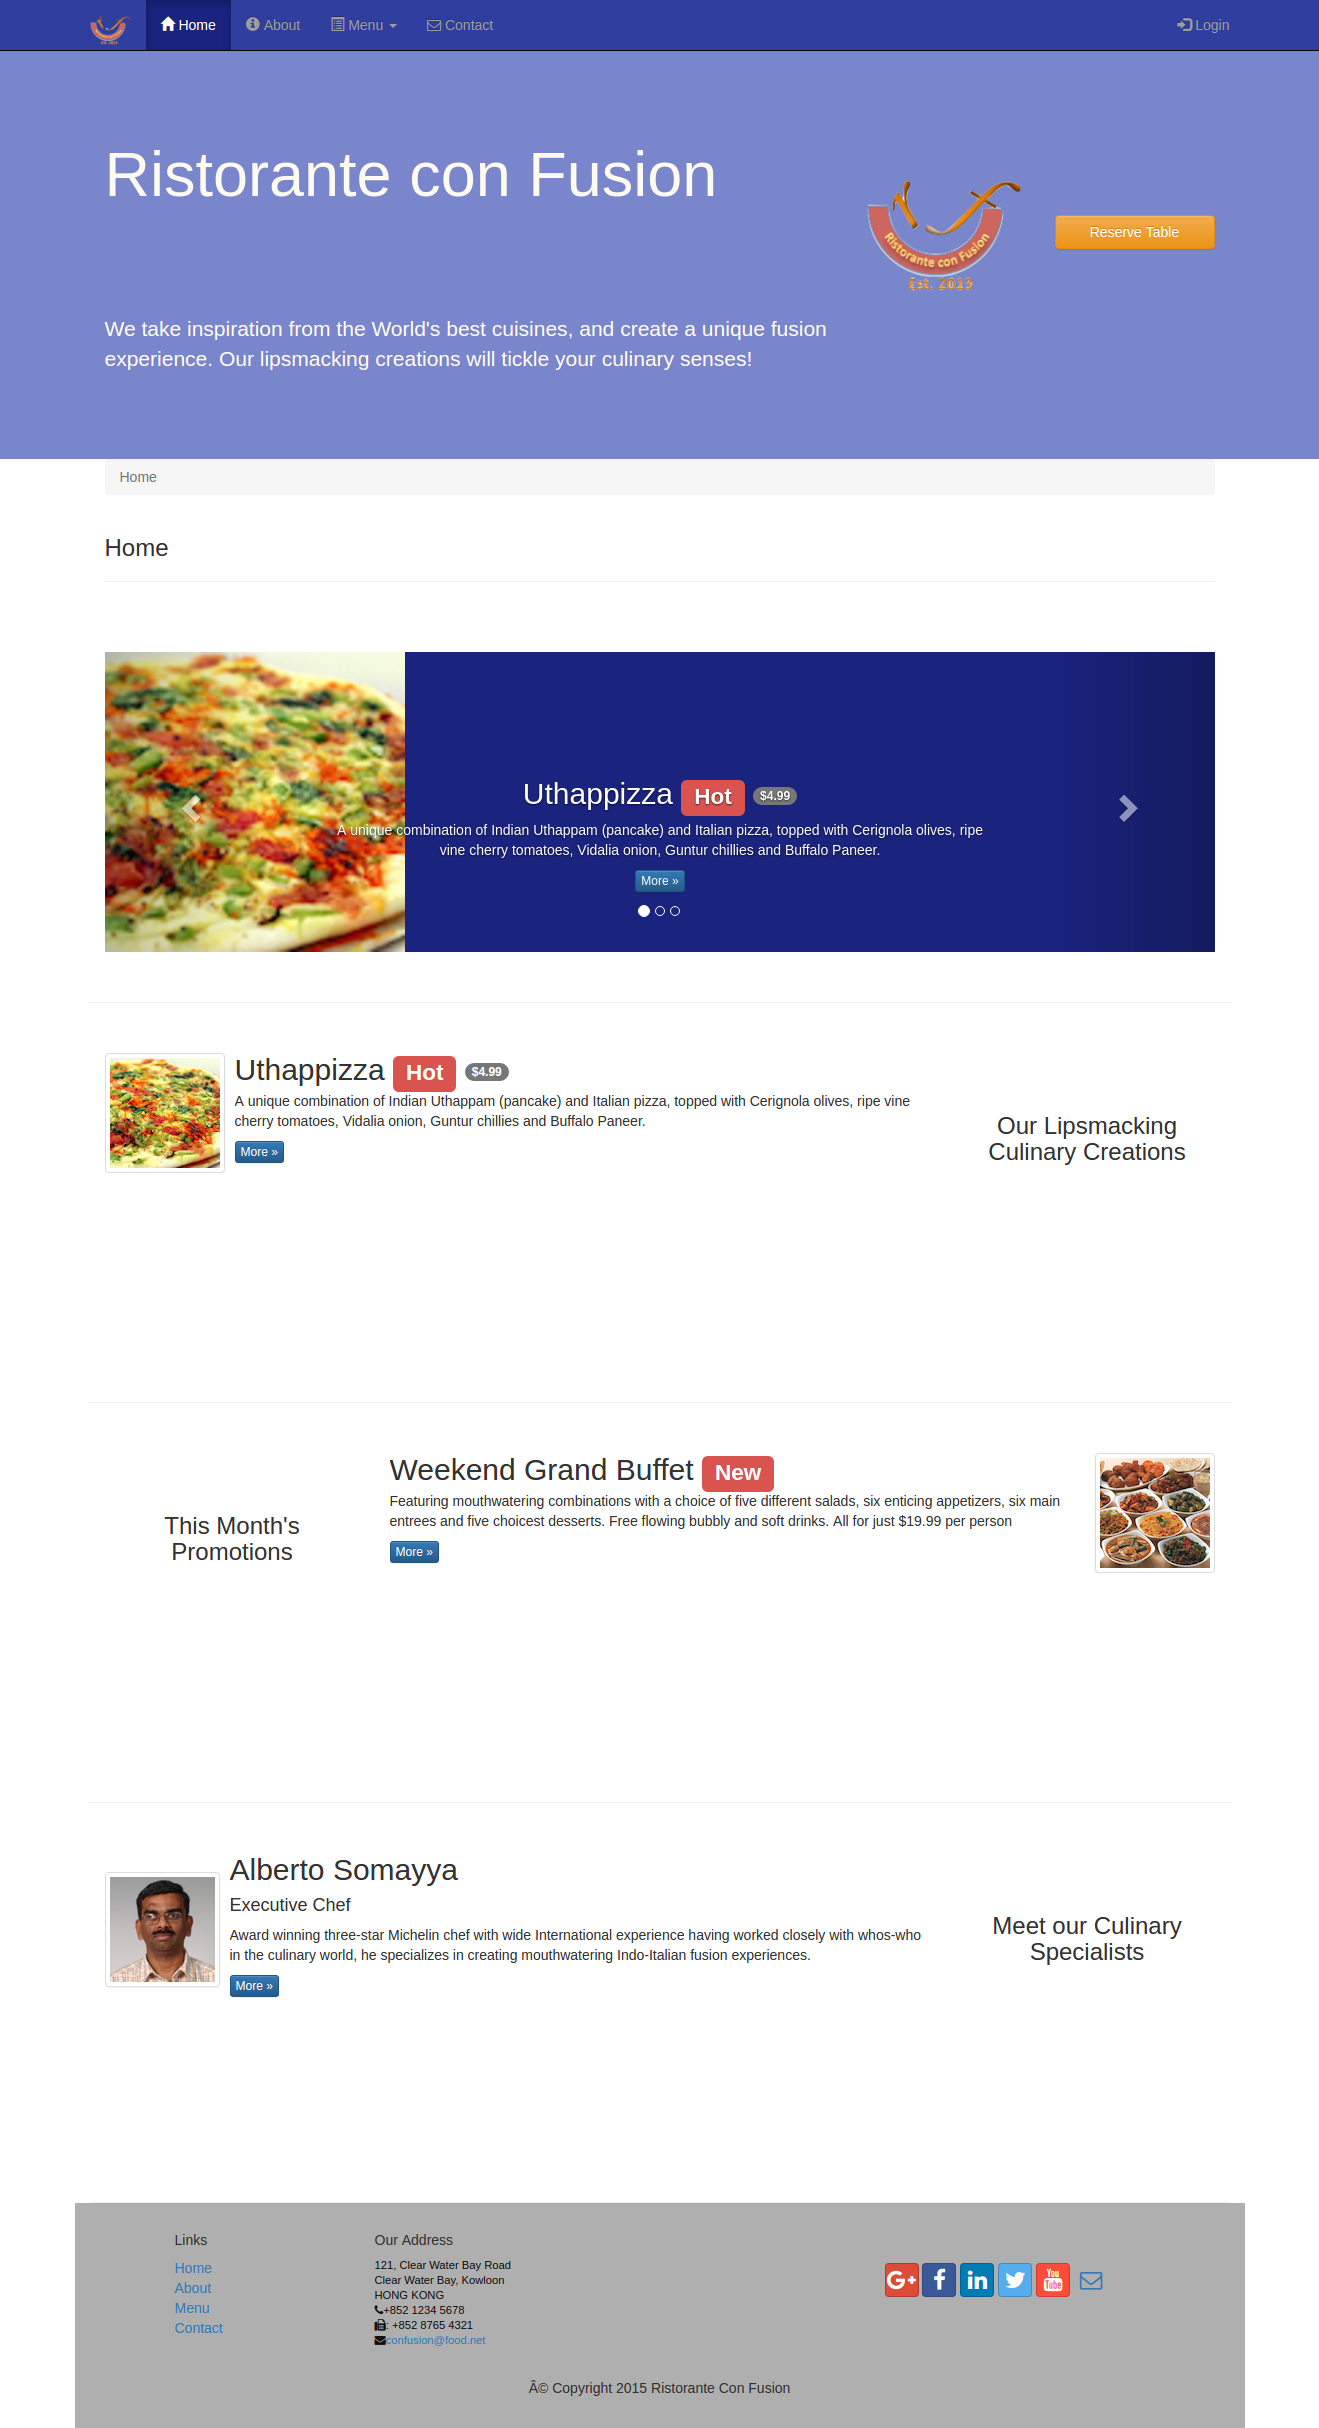 Home
About
Menu
Contact
Login
Ristorante con Fusion
Ristorante con Fusion
Est. 2013
Reserve Table
We take inspiration from the World's best cuisines, and create a unique fusion
experience. Our lipsmacking creations will tickle your culinary senses!
Home
Home
Uthappizza Hot $4.99
A unique combination of Indian Uthappam (pancake) and Italian pizza, topped with Cerignola olives, ripe
vine cherry tomatoes, Vidalia onion, Guntur chillies and Buffalo Paneer.
More »
Uthappizza Hot $4.99
A unique combination of Indian Uthappam (pancake) and Italian pizza, topped with Cerignola olives, ripe vine
cherry tomatoes, Vidalia onion, Guntur chillies and Buffalo Paneer.
More »
Our Lipsmacking
Culinary Creations
This Month's
Promotions
Weekend Grand Buffet New
Featuring mouthwatering combinations with a choice of five different salads, six enticing appetizers, six main
entrees and five choicest desserts. Free flowing bubbly and soft drinks. All for just $19.99 per person
More »
Alberto Somayya
Executive Chef
Award winning three-star Michelin chef with wide International experience having worked closely with whos-who
in the culinary world, he specializes in creating mouthwatering Indo-Italian fusion experiences.
More »
Meet our Culinary
Specialists
Links
Home
About
Menu
Contact
Our Address
121, Clear Water Bay Road
Clear Water Bay, Kowloon
HONG KONG
+852 1234 5678
: +852 8765 4321
confusion@food.net
G+ f in You Tube
Â© Copyright 2015 Ristorante Con Fusion